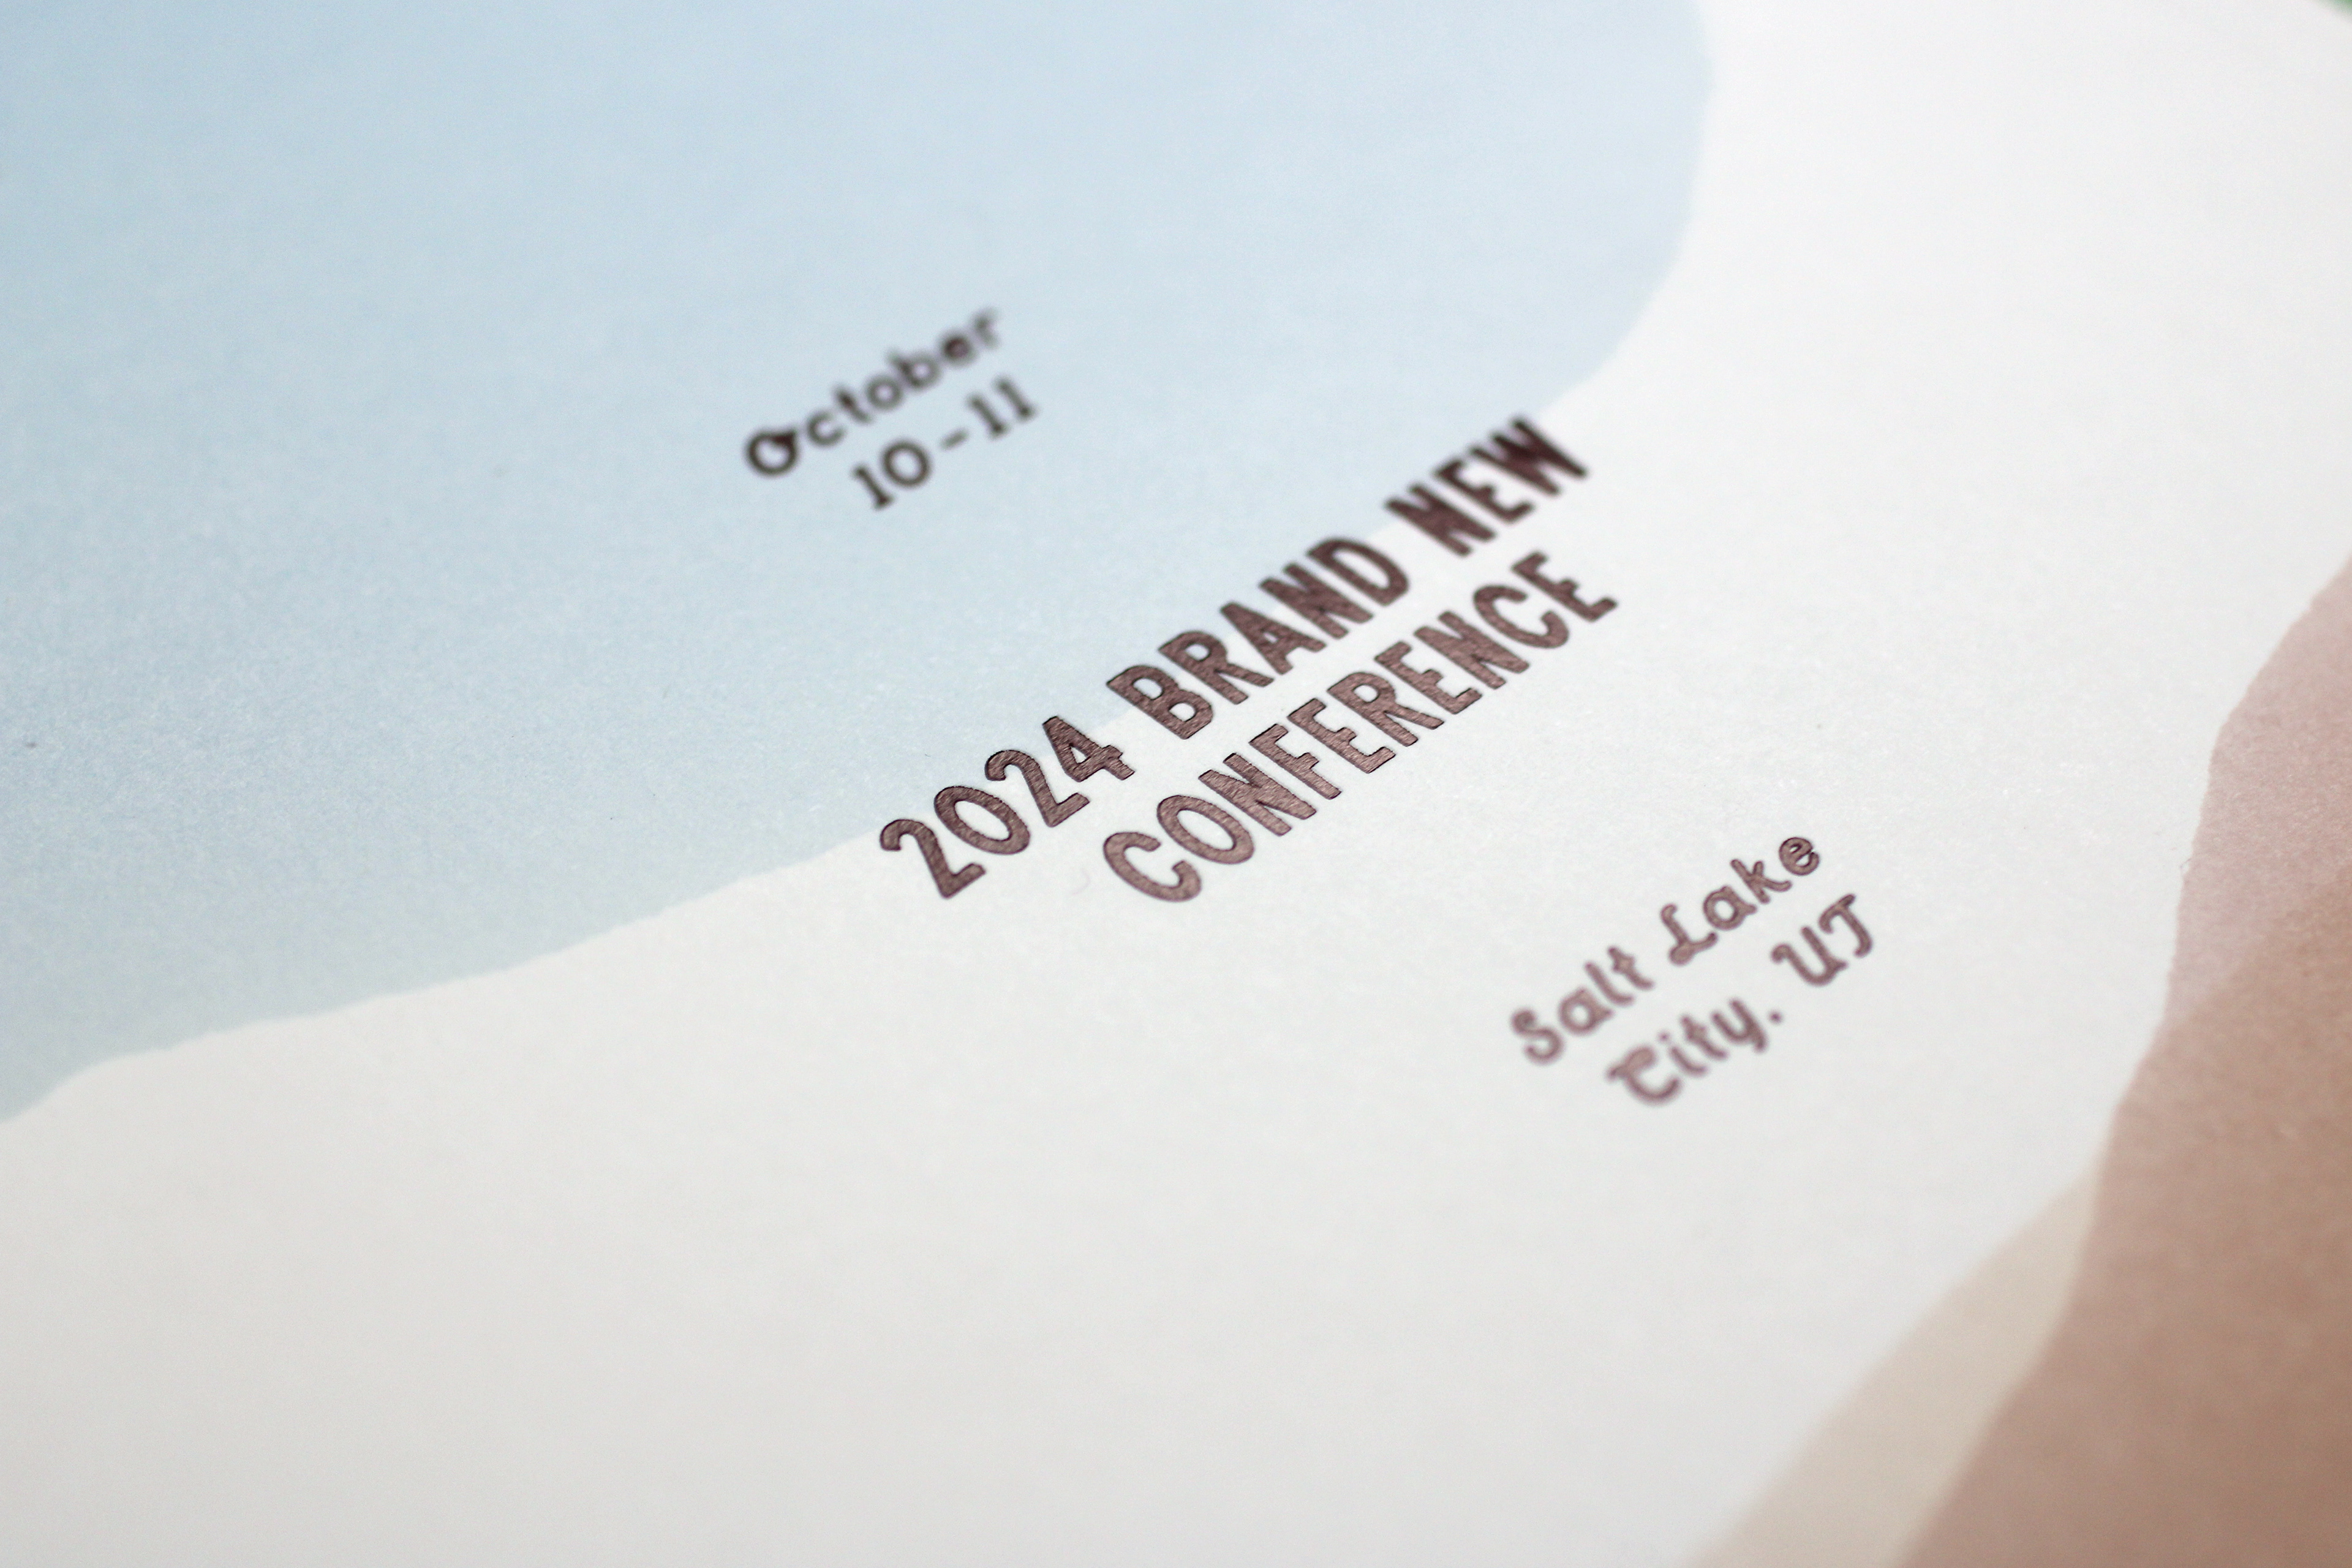 October
10–11
2024 BRAND NEW
CONFERENCE
Salt Lake
City, UT